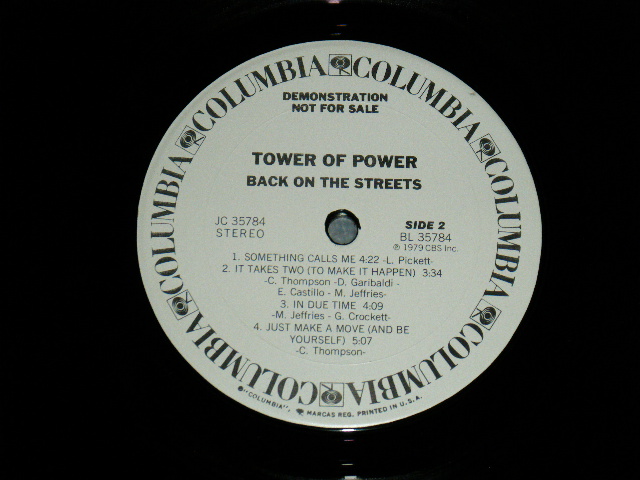 COLUMBIA COLUMBIA COLUMBIA COLUMBIA COLUMBIA COLUMBIA
DEMONSTRATION
NOT FOR SALE
TOWER OF POWER
BACK ON THE STREETS
JC 35784
STEREO
SIDE 2
BL 35784
℗ 1979 CBS Inc.
1. SOMETHING CALLS ME 4:22 -L. Pickett-
2. IT TAKES TWO (TO MAKE IT HAPPEN) 3:34
-C. Thompson -D. Garibaldi -
E. Castillo - M. Jeffries-
3. IN DUE TIME 4:09
-M. Jeffries - G. Crockett-
4. JUST MAKE A MOVE (AND BE
YOURSELF) 5:07
-C. Thompson-
® "COLUMBIA", MARCAS REG. PRINTED IN U.S.A.